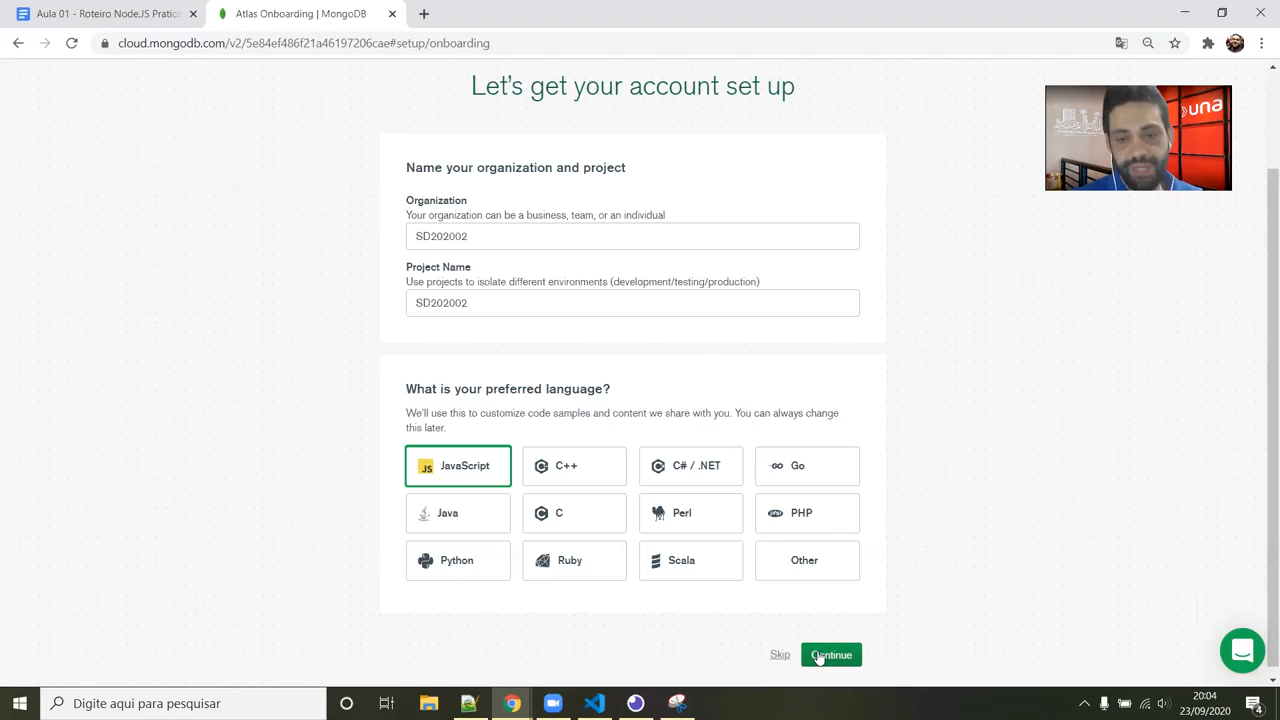 Aula 01 - Roteiro NodeJS Pratica
Atlas Onboarding | MongoDB
cloud.mongodb.com/v2/5e84ef486f21a46197206cae#setup/onboarding
Let's get your account set up
una
Name your organization and project
Organization
Your organization can be a business, team, or an individual
SD202002
Project Name
Use projects to isolate different environments (development/testing/production)
SD202002
What is your preferred language?
We'll use this to customize code samples and content we share with you. You can always change
this later.
JS JavaScript
C++
C# / .NET
Go
Java
C
Perl
PHP
Python
Ruby
Scala
Other
Skip
Continue
Digite aqui para pesquisar
20:04
23/09/2020
4